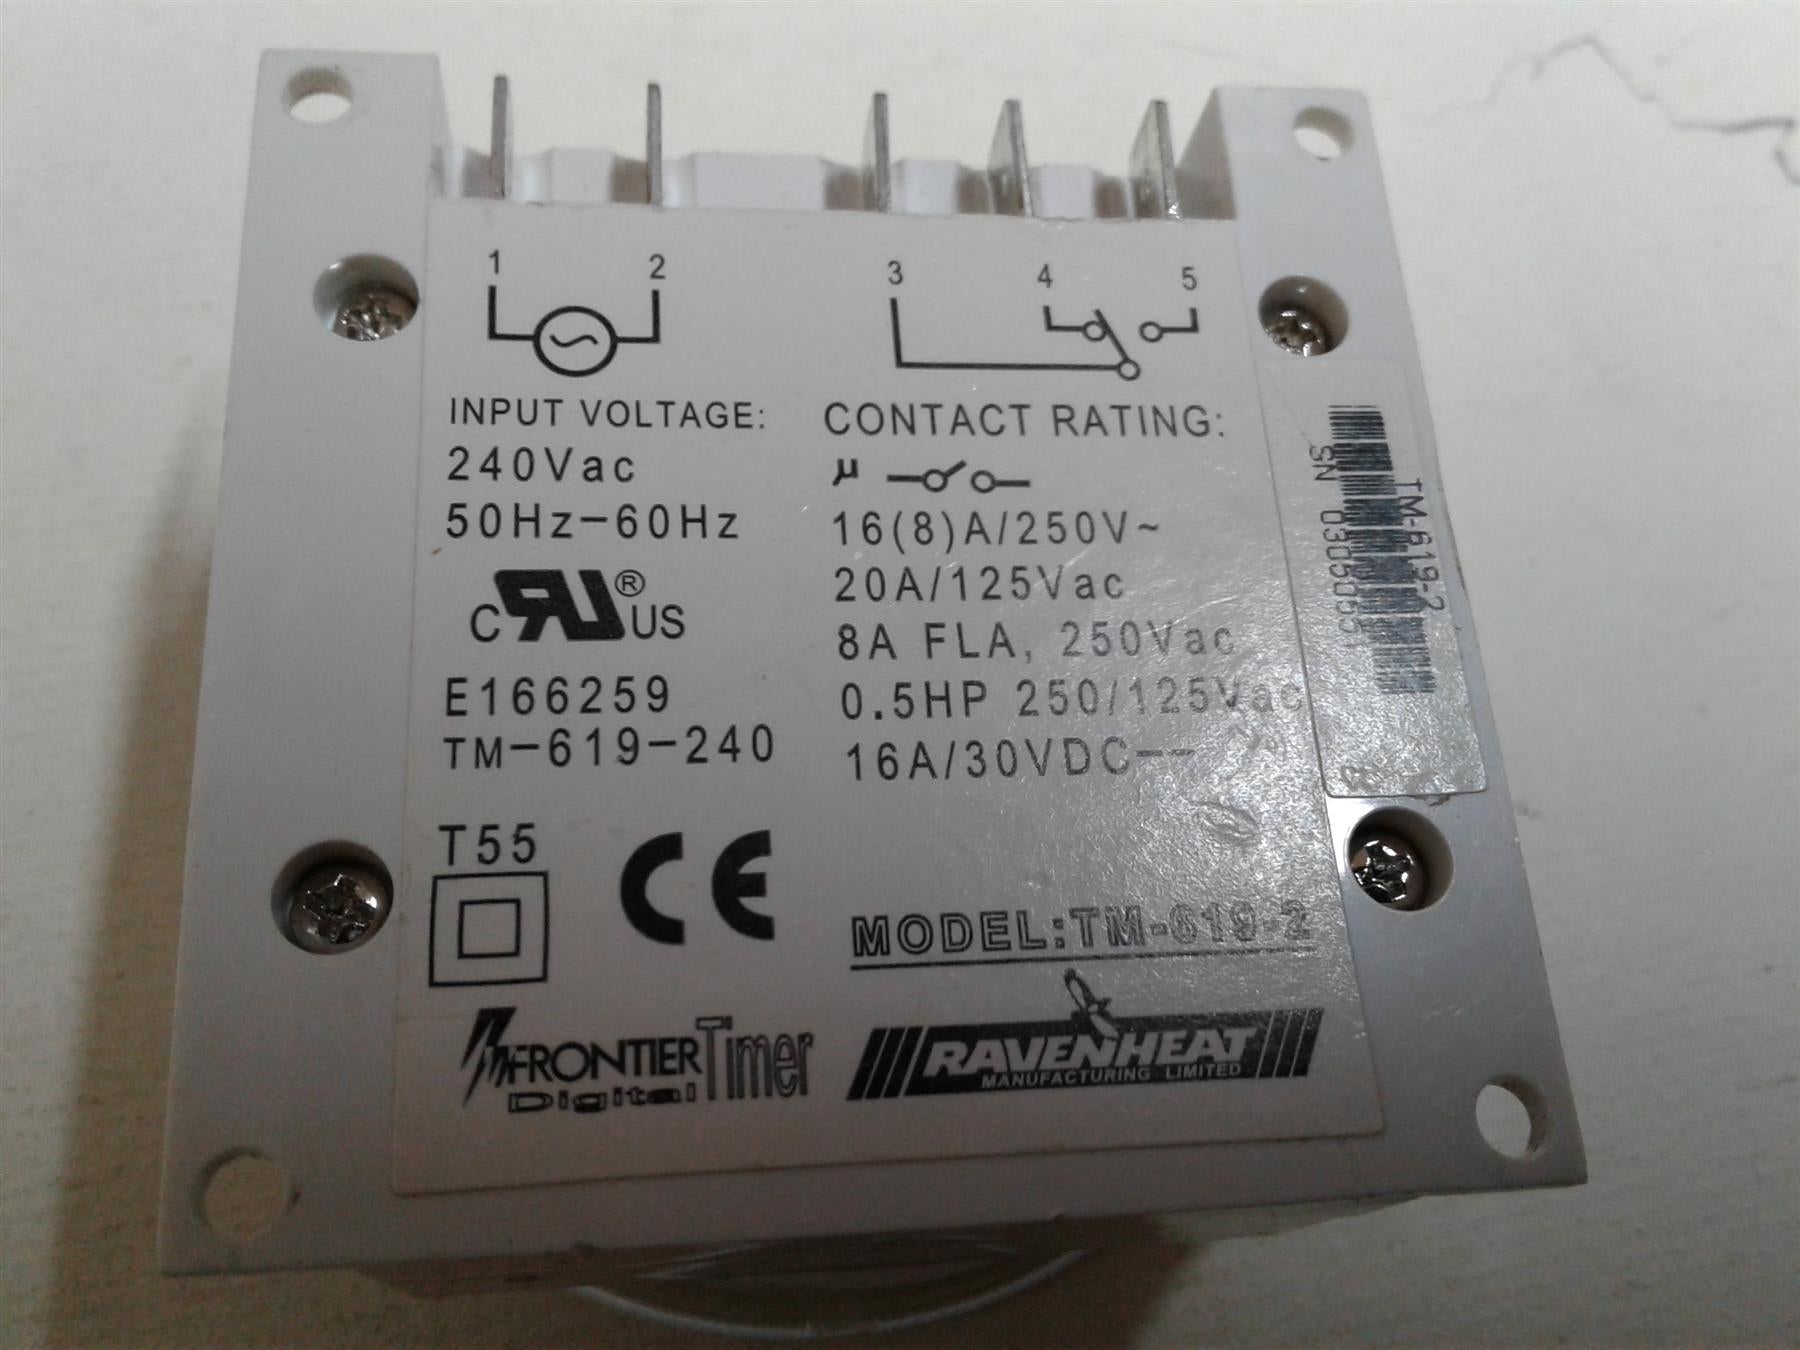 1 2 3 4 5
INPUT VOLTAGE:
240Vac
50Hz-60Hz
C RU ® US
E166259
TM-619-240
T55
CE
CONTACT RATING:
μ
16(8)A/250V~
20A/125Vac
8A FLA, 250Vac
0.5HP 250/125Vac
16A/30VDC--
MODEL:TM-619-2
FRONTIER Timer
Digital
RAVENHEAT
MANUFACTURING LIMITED
TM-619-2
SN